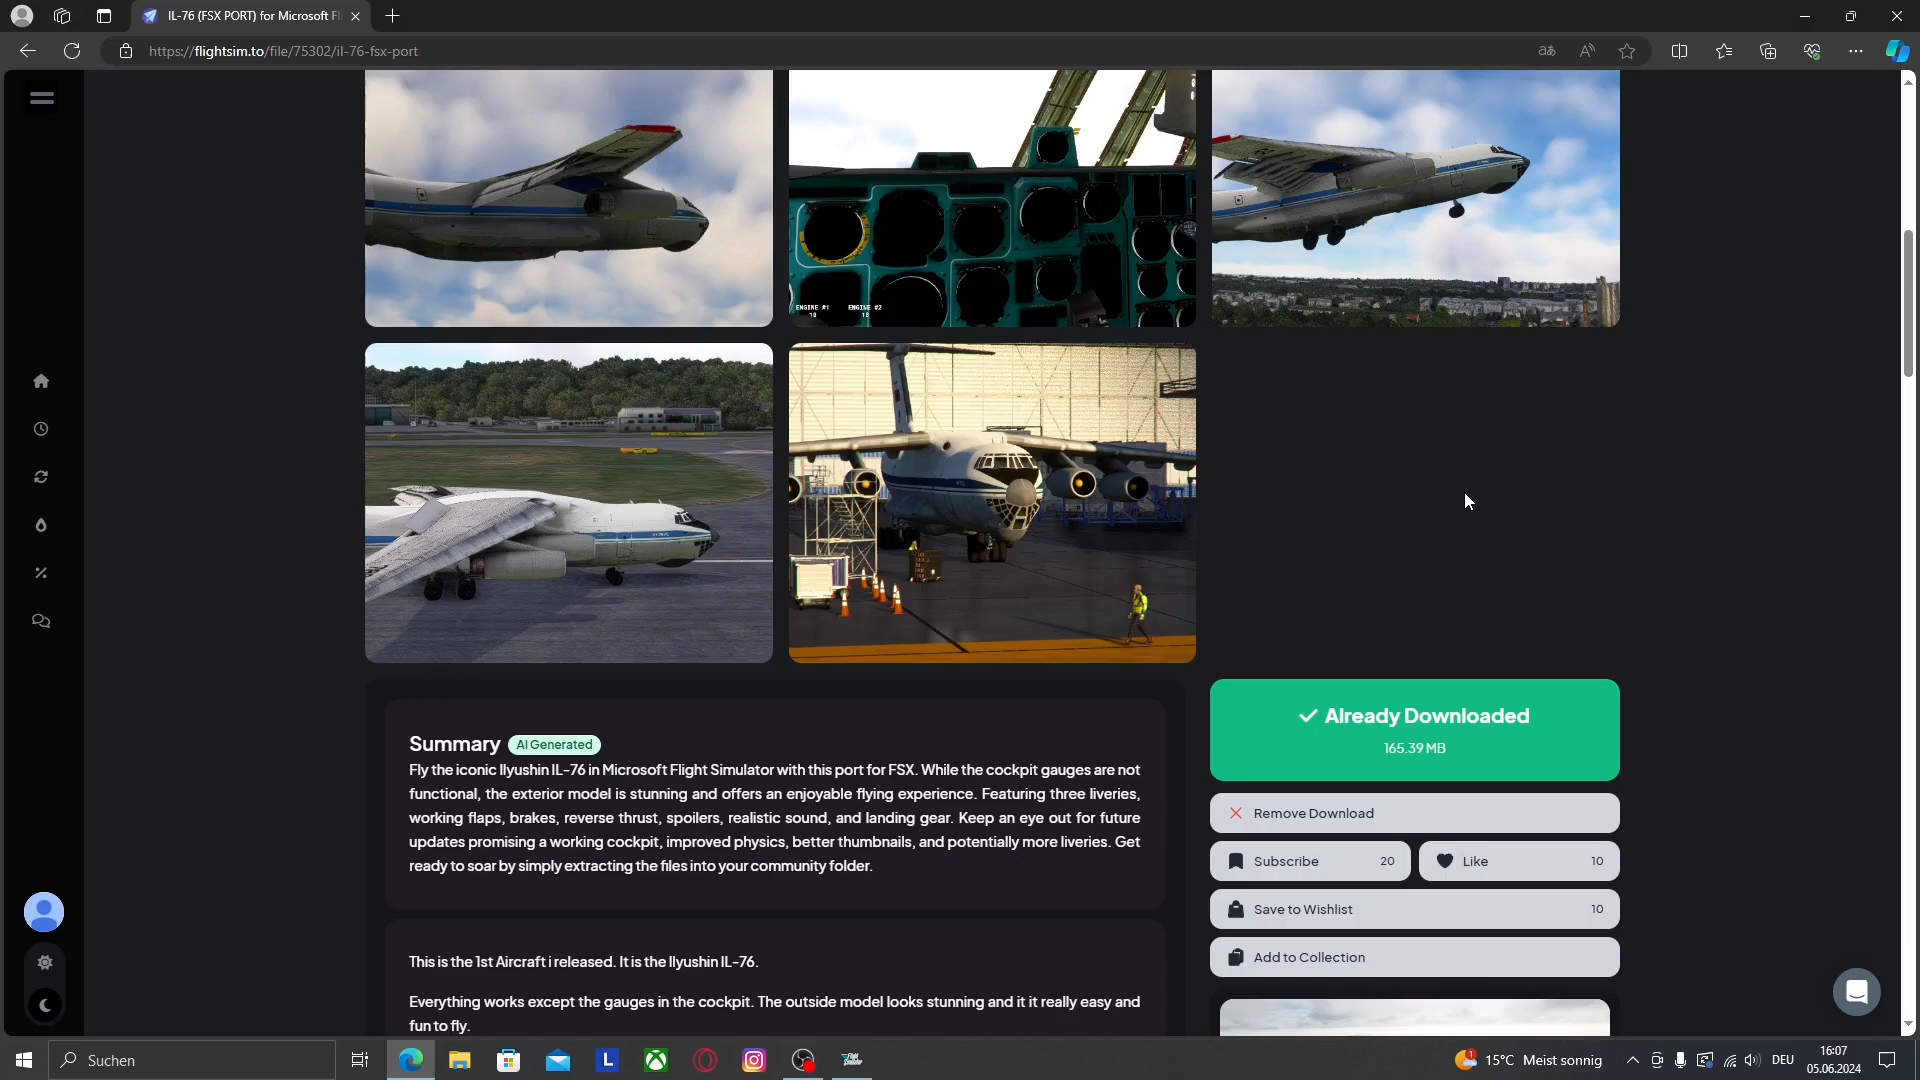 IL-76 (FSX PORT) for Microsoft Fl
https://flightsim.to/file/75302/il-76-fsx-port
ENGINE #1 ENGINE #2
10 10
Already Downloaded
165.39 MB
Summary AI Generated
Fly the iconic Ilyushin IL-76 in Microsoft Flight Simulator with this port for FSX. While the cockpit gauges are not
functional, the exterior model is stunning and offers an enjoyable flying experience. Featuring three liveries,
working flaps, brakes, reverse thrust, spoilers, realistic sound, and landing gear. Keep an eye out for future
updates promising a working cockpit, improved physics, better thumbnails, and potentially more liveries. Get
ready to soar by simply extracting the files into your community folder.
Remove Download
Subscribe 20
Like 10
Save to Wishlist 10
Add to Collection
This is the 1st Aircraft i released. It is the Ilyushin IL-76.
Everything works except the gauges in the cockpit. The outside model looks stunning and it it really easy and
fun to fly.
Suchen
15°C Meist sonnig
DEU
16:07
05.06.2024